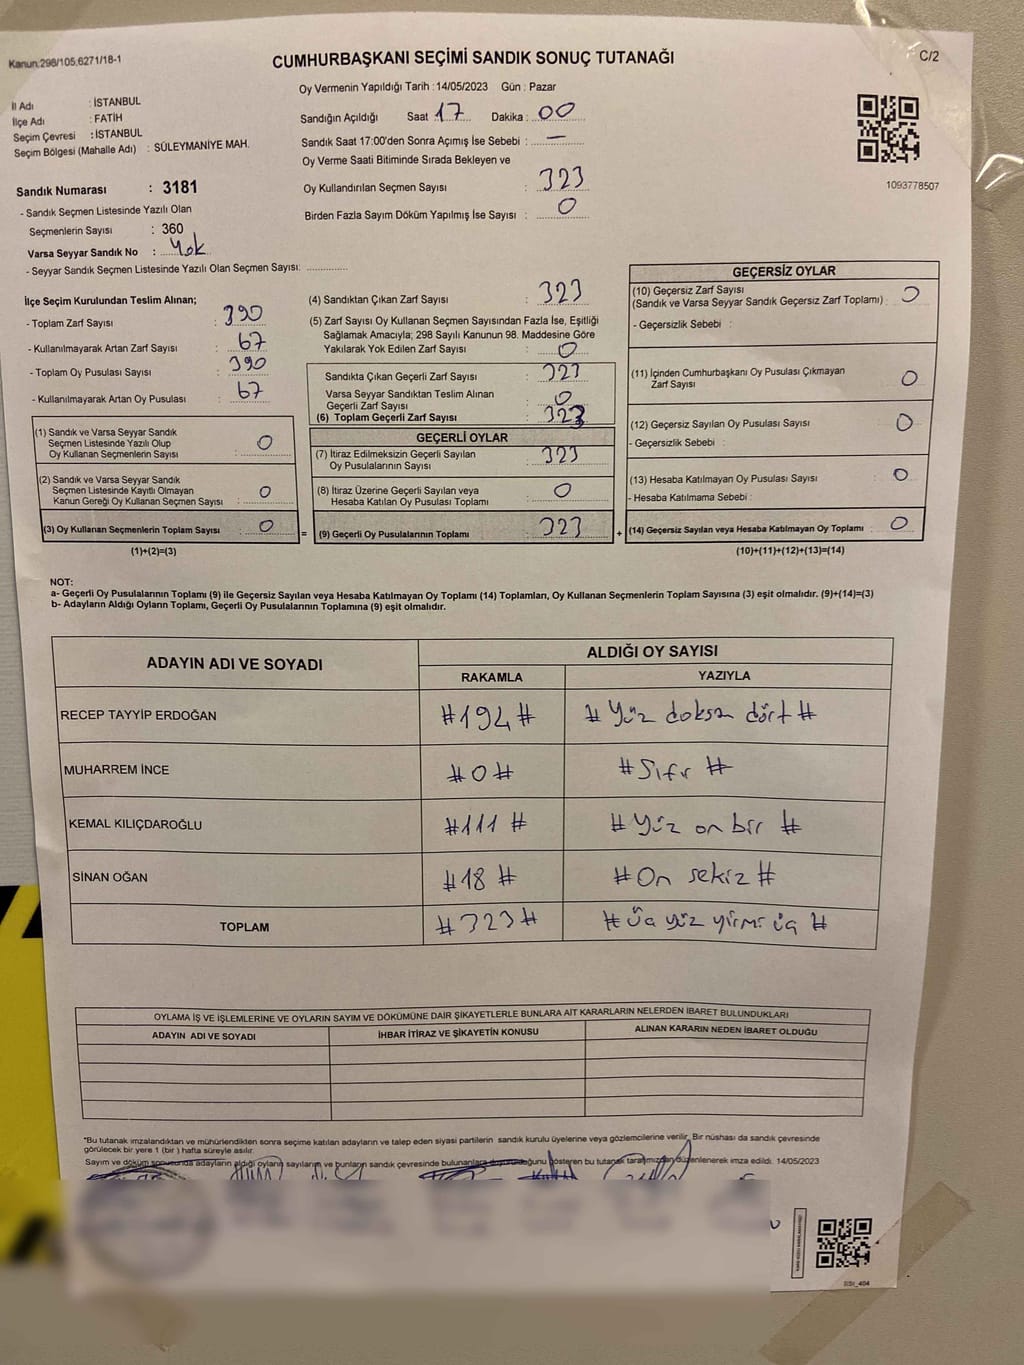 Kanun:298/105,6271/18-1
CUMHURBAŞKANI SEÇİMİ SANDIK SONUÇ TUTANAĞI
C/2
Oy Vermenin Yapıldığı Tarih : 14/05/2023 Gün : Pazar
İl Adı : İSTANBUL
İlçe Adı : FATİH
Seçim Çevresi : İSTANBUL
Seçim Bölgesi (Mahalle Adı) : SÜLEYMANİYE MAH.
Sandığın Açıldığı Saat 17 Dakika : 00
Sandık Saat 17:00'den Sonra Açımış İse Sebebi : —
Oy Verme Saati Bitiminde Sırada Bekleyen ve
Oy Kullandırılan Seçmen Sayısı : 323
Birden Fazla Sayım Döküm Yapılmış İse Sayısı : 0
1093778507
Sandık Numarası : 3181
- Sandık Seçmen Listesinde Yazılı Olan
Seçmenlerin Sayısı : 360
Varsa Seyyar Sandık No : Yok
- Seyyar Sandık Seçmen Listesinde Yazılı Olan Seçmen Sayısı: ..............
İlçe Seçim Kurulundan Teslim Alınan;
- Toplam Zarf Sayısı : 390
- Kullanılmayarak Artan Zarf Sayısı : 67
- Toplam Oy Pusulası Sayısı : 390
- Kullanılmayarak Artan Oy Pusulası : 67
(4) Sandıktan Çıkan Zarf Sayısı : 323
(5) Zarf Sayısı Oy Kullanan Seçmen Sayısından Fazla İse, Eşitliği
Sağlamak Amacıyla; 298 Sayılı Kanunun 98. Maddesine Göre
Yakılarak Yok Edilen Zarf Sayısı : 0
Sandıkta Çıkan Geçerli Zarf Sayısı : 323
Varsa Seyyar Sandıktan Teslim Alınan
Geçerli Zarf Sayısı : 0
(6) Toplam Geçerli Zarf Sayısı : 323
GEÇERSİZ OYLAR
(10) Geçersiz Zarf Sayısı
(Sandık ve Varsa Seyyar Sandık Geçersiz Zarf Toplamı) : 0
- Geçersizlik Sebebi :
(11) İçinden Cumhurbaşkanı Oy Pusulası Çıkmayan
Zarf Sayısı : 0
(12) Geçersiz Sayılan Oy Pusulası Sayısı : 0
- Geçersizlik Sebebi :
(13) Hesaba Katılmayan Oy Pusulası Sayısı : 0
- Hesaba Katılmama Sebebi :
(14) Geçersiz Sayılan veya Hesaba Katılmayan Oy Toplamı : 0
(10)+(11)+(12)+(13)=(14)
(1) Sandık ve Varsa Seyyar Sandık
Seçmen Listesinde Yazılı Olup
Oy Kullanan Seçmenlerin Sayısı : 0
(2) Sandık ve Varsa Seyyar Sandık
Seçmen Listesinde Kayıtlı Olmayan
Kanun Gereği Oy Kullanan Seçmen Sayısı : 0
(3) Oy Kullanan Seçmenlerin Toplam Sayısı : 0
(1)+(2)=(3)
GEÇERLİ OYLAR
(7) İtiraz Edilmeksizin Geçerli Sayılan
Oy Pusulalarının Sayısı : 323
(8) İtiraz Üzerine Geçerli Sayılan veya
Hesaba Katılan Oy Pusulası Toplamı : 0
= (9) Geçerli Oy Pusulalarının Toplamı : 323 +
NOT:
a- Geçerli Oy Pusulalarının Toplamı (9) ile Geçersiz Sayılan veya Hesaba Katılmayan Oy Toplamı (14) Toplamları, Oy Kullanan Seçmenlerin Toplam Sayısına (3) eşit olmalıdır. (9)+(14)=(3)
b- Adayların Aldığı Oyların Toplamı, Geçerli Oy Pusulalarının Toplamına (9) eşit olmalıdır.
ADAYIN ADI VE SOYADI
ALDIĞI OY SAYISI
RAKAMLA YAZIYLA
RECEP TAYYİP ERDOĞAN #194# #Yüz doksan dört#
MUHARREM İNCE #0# #Sıfır#
KEMAL KILIÇDAROĞLU #111# #Yüz on bir#
SİNAN OĞAN #18# #On sekiz#
TOPLAM #323# #Üç yüz yirmi üç#
OYLAMA İŞ VE İŞLEMLERİNE VE OYLARIN SAYIM VE DÖKÜMÜNE DAİR ŞİKAYETLERLE BUNLARA AİT KARARLARIN NELERDEN İBARET BULUNDUKLARI
ADAYIN ADI VE SOYADI İHBAR İTİRAZ VE ŞİKAYETİN KONUSU ALINAN KARARIN NEDEN İBARET OLDUĞU
*Bu tutanak imzalandıktan ve mühürlendikten sonra seçime katılan adayların ve talep eden siyasi partilerin sandık kurulu üyelerine veya gözlemcilerine verilir. Bir nüshası da sandık çevresinde
görülecek bir yere 1 (bir) hafta süreyle asılır.
Sayım ve döküm sonucunda adayların aldığı oyların sayılarını ve bunların sandık çevresinde bulunanlara duyurulduğunu gösteren bu tutanak tarafımızdan düzenlenerek imza edildi. 14/05/2023